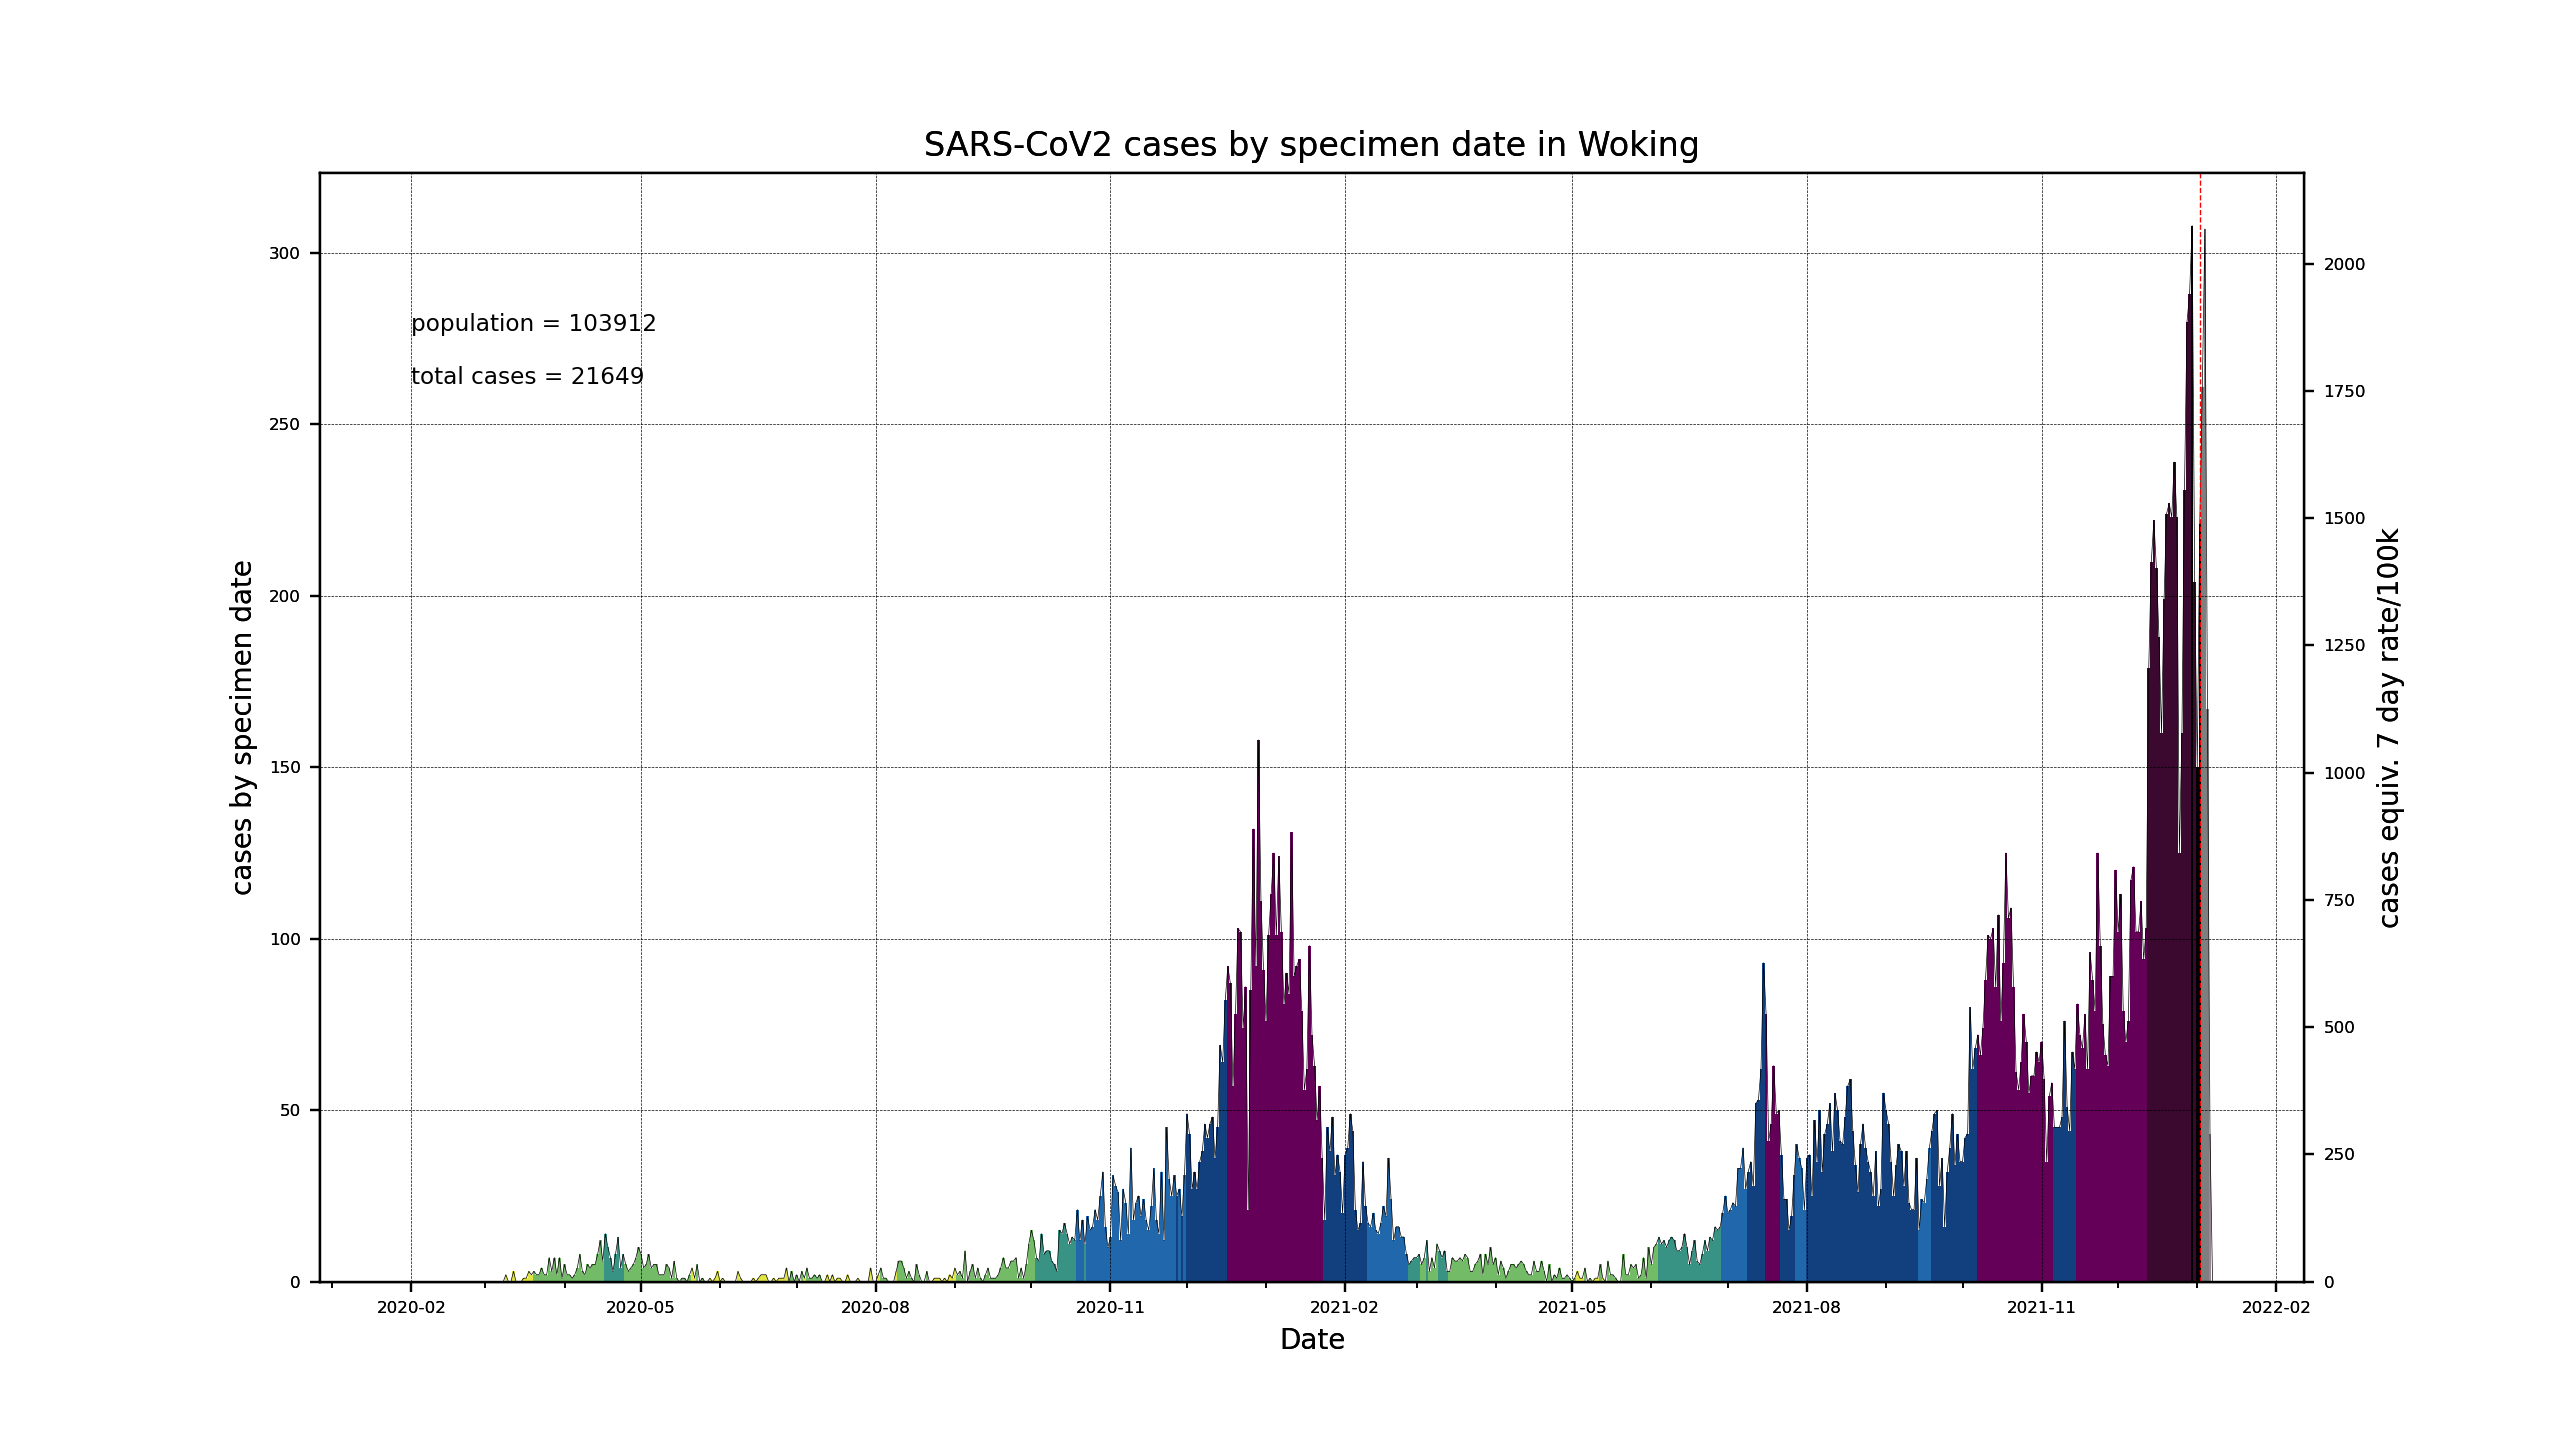 SARS-CoV2 cases by specimen date in Woking
population = 103912
total cases = 21649
cases by specimen date
300
250
200
150
100
50
0
2000
1750
1500
1250
1000
750
500
250
0
cases equiv. 7 day rate/100k
2020-02 2020-05 2020-08 2020-11 2021-02 2021-05 2021-08 2021-11 2022-02
Date